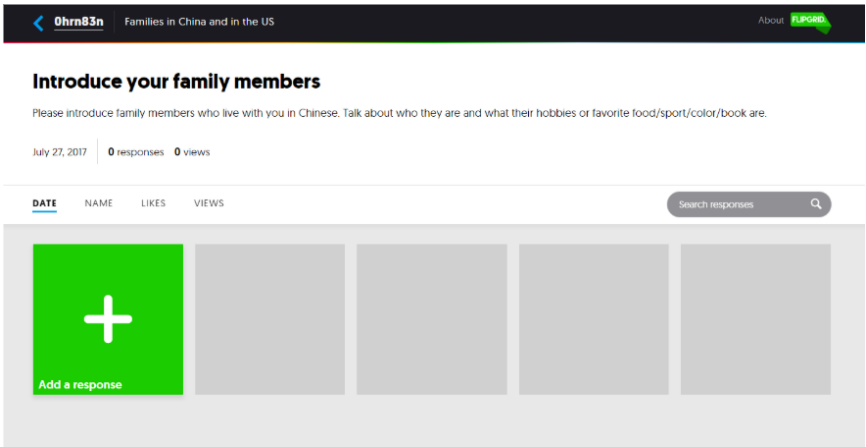 0hrn83n Families in China and in the US About FLIPGRID.
Introduce your family members
Please introduce family members who live with you in Chinese. Talk about who they are and what their hobbies or favorite food/sport/color/book are.
July 27, 2017 0 responses 0 views
DATE NAME LIKES VIEWS Search responses
Add a response